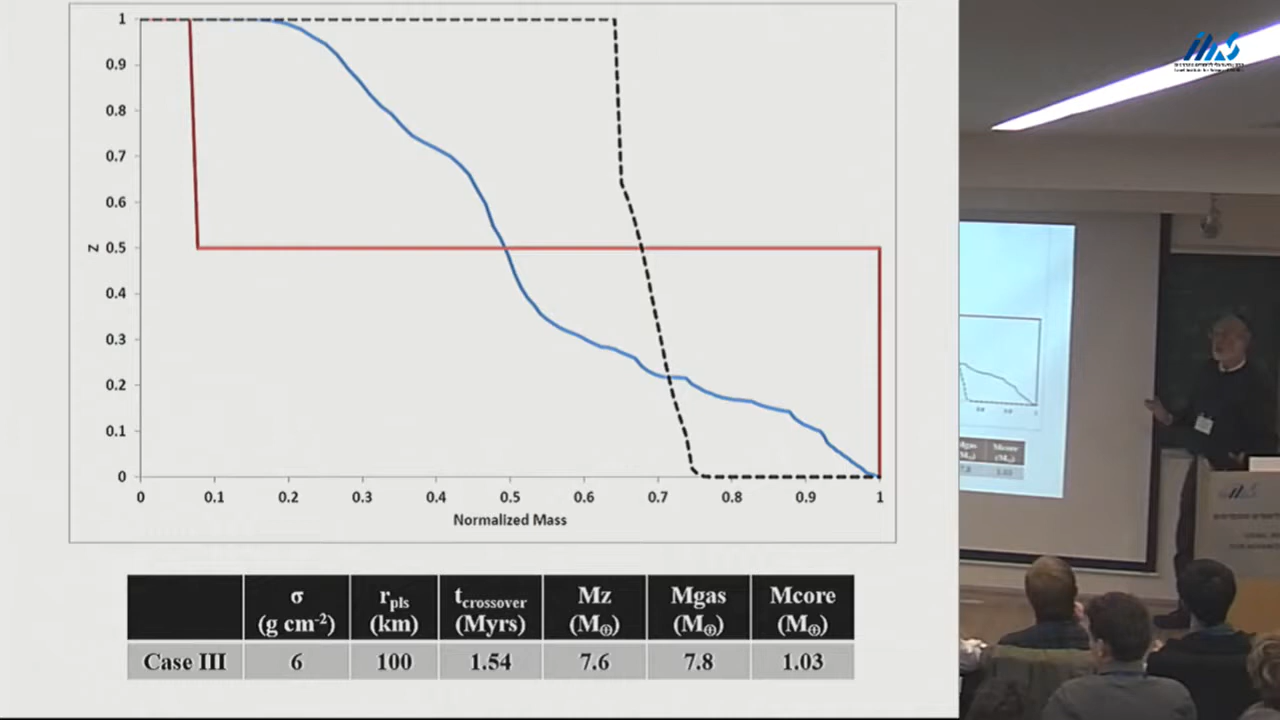 1
0.9
0.8
0.7
0.6
0.5
0.4
0.3
0.2
0.1
0
Z
0 0.1 0.2 0.3 0.4 0.5 0.6 0.7 0.8 0.9 1
Normalized Mass
σ r_pls t_crossover Mz Mgas Mcore
(g cm⁻²) (km) (Myrs) (M⊕) (M⊕) (M⊕)
Case III 6 100 1.54 7.6 7.8 1.03
Mcore